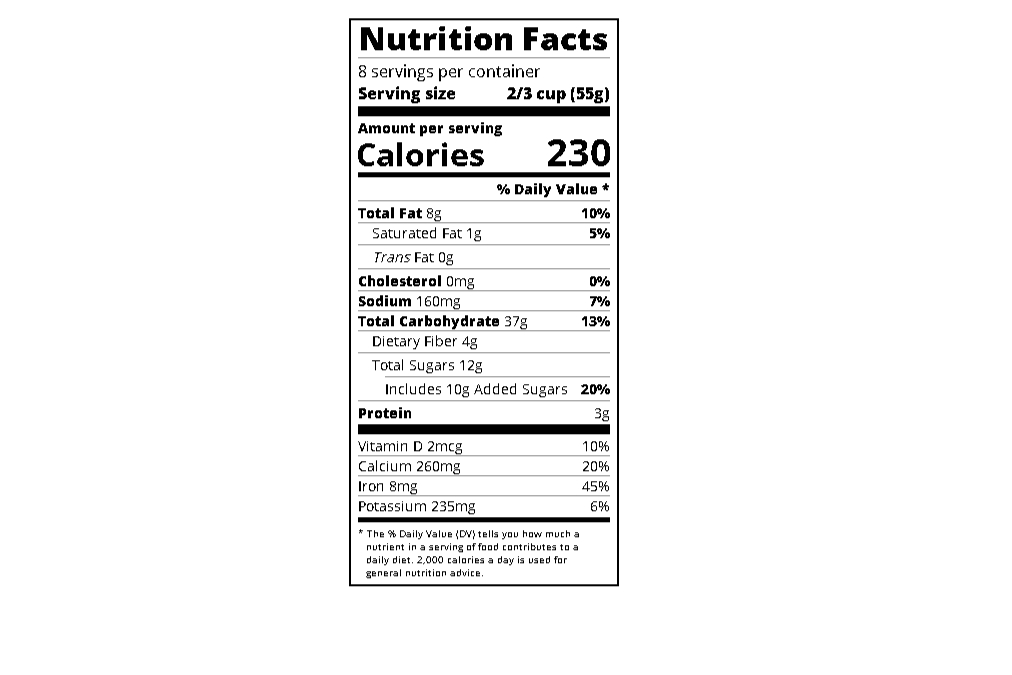 Nutrition Facts
8 servings per container
Serving size 2/3 cup (55g)
Amount per serving
Calories 230
% Daily Value *
Total Fat 8g 10%
Saturated Fat 1g 5%
Trans Fat 0g
Cholesterol 0mg 0%
Sodium 160mg 7%
Total Carbohydrate 37g 13%
Dietary Fiber 4g
Total Sugars 12g
Includes 10g Added Sugars 20%
Protein 3g
Vitamin D 2mcg 10%
Calcium 260mg 20%
Iron 8mg 45%
Potassium 235mg 6%
* The % Daily Value (DV) tells you how much a
nutrient in a serving of food contributes to a
daily diet. 2,000 calories a day is used for
general nutrition advice.